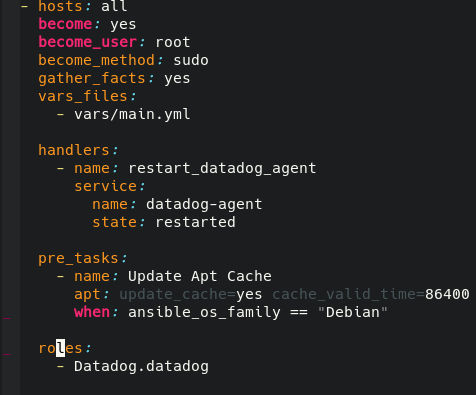 - hosts: all
  become: yes
  become_user: root
  become_method: sudo
  gather_facts: yes
  vars_files:
    - vars/main.yml

  handlers:
    - name: restart_datadog_agent
      service:
        name: datadog-agent
        state: restarted

  pre_tasks:
    - name: Update Apt Cache
      apt: update_cache=yes cache_valid_time=86400
      when: ansible_os_family == "Debian"

  roles:
    - Datadog.datadog